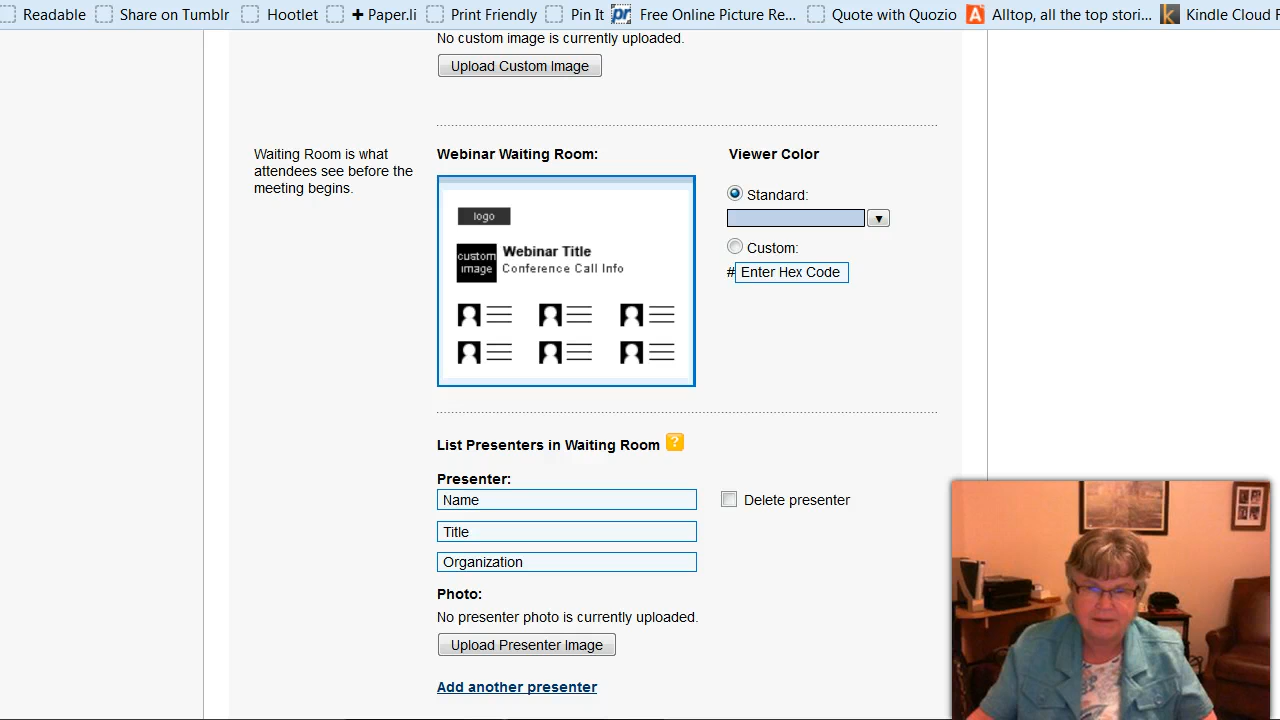 Readable Share on Tumblr Hootlet + Paper.li Print Friendly Pin It pr Free Online Picture Re... Quote with Quozio A Alltop, all the top stori... k Kindle Cloud
No custom image is currently uploaded.
Upload Custom Image
Waiting Room is what
attendees see before the
meeting begins.
Webinar Waiting Room:
logo
custom
image
Webinar Title
Conference Call Info
Viewer Color
Standard:
Custom:
#Enter Hex Code
List Presenters in Waiting Room ?
Presenter:
Name
Delete presenter
Title
Organization
Photo:
No presenter photo is currently uploaded.
Upload Presenter Image
Add another presenter